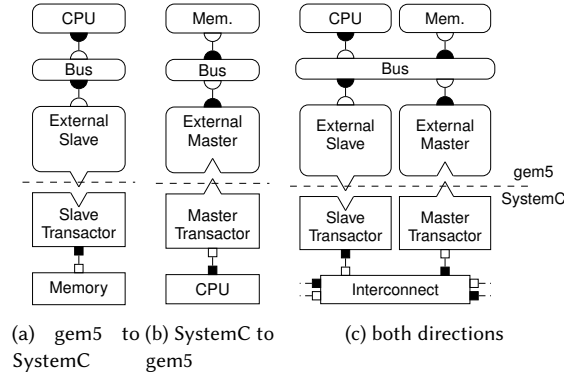 CPU
Mem.
CPU
Mem.
Bus
Bus
Bus
External
Slave
External
Master
External
Slave
External
Master
gem5
SystemC
Slave
Transactor
Master
Transactor
Slave
Transactor
Master
Transactor
Memory
CPU
Interconnect
(a) gem5 to
SystemC
(b) SystemC to
gem5
(c) both directions